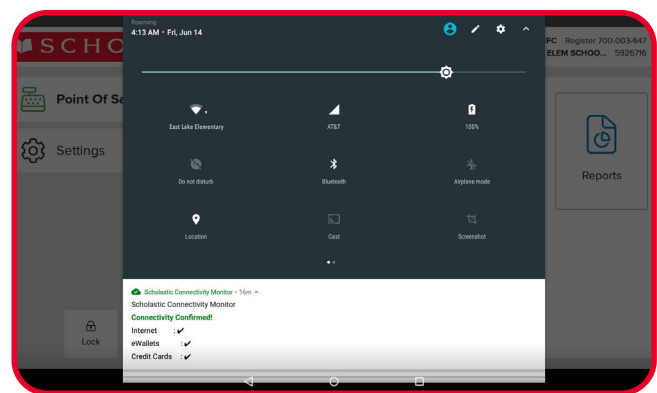 Roaming
4:13 AM • Fri, Jun 14
SCHO
FC Register 700-003-647
ELEM SCHOO... 5926716
Point Of Sa
Settings
East Lake Elementary
AT&T
100%
Do not disturb
Bluetooth
Airplane mode
Reports
Location
Cast
Screenshot
Scholastic Connectivity Monitor • 16m
Scholastic Connectivity Monitor
Connectivity Confirmed!
Internet : ✔
eWallets : ✔
Credit Cards : ✔
Lock